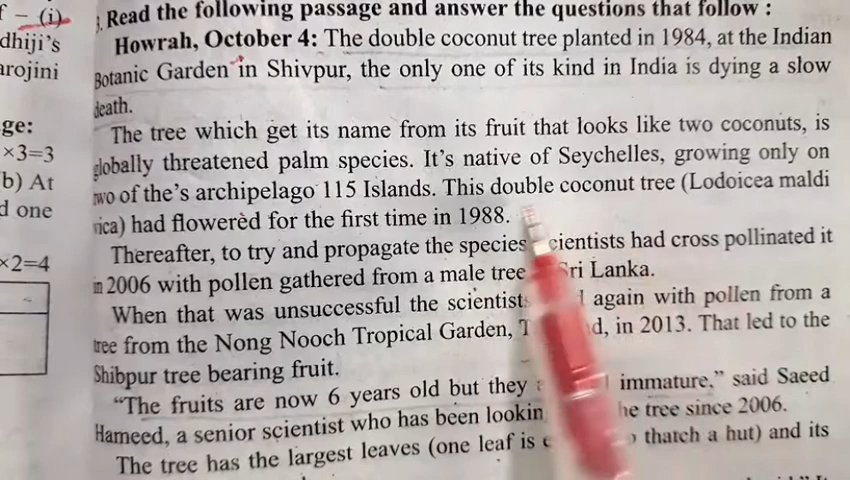 f – (i)
dhiji's
arojini
ge:
×3=3
b) At
d one
×2=4
Read the following passage and answer the questions that follow :
Howrah, October 4: The double coconut tree planted in 1984, at the Indian
Botanic Garden in Shivpur, the only one of its kind in India is dying a slow
death.
The tree which get its name from its fruit that looks like two coconuts, is
globally threatened palm species. It's native of Seychelles, growing only on
two of the's archipelago 115 Islands. This double coconut tree (Lodoicea maldi
vica) had flowered for the first time in 1988.
Thereafter, to try and propagate the species scientists had cross pollinated it
in 2006 with pollen gathered from a male tree Sri Lanka.
When that was unsuccessful the scientists again with pollen from a
tree from the Nong Nooch Tropical Garden, in 2013. That led to the
Shibpur tree bearing fruit.
"The fruits are now 6 years old but they immature." said Saeed
Hameed, a senior scientist who has been the tree since 2006.
The tree has the largest leaves (one leaf is thatch a hut) and its